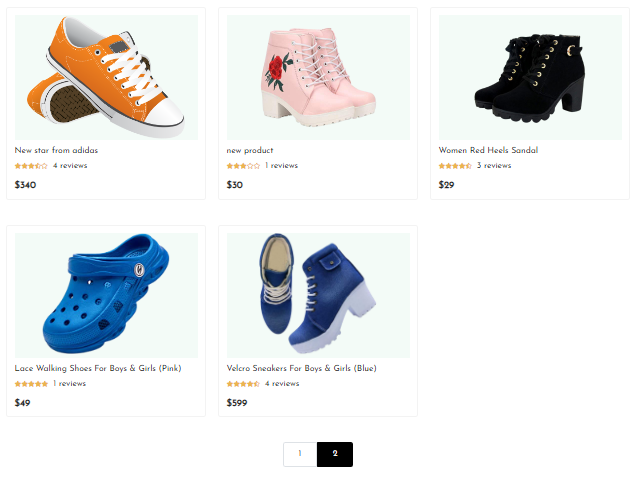 New star from adidas
4 reviews
$340
new product
1 reviews
$30
Women Red Heels Sandal
3 reviews
$29
Lace Walking Shoes For Boys & Girls (Pink)
1 reviews
$49
Velcro Sneakers For Boys & Girls (Blue)
4 reviews
$599
1 2